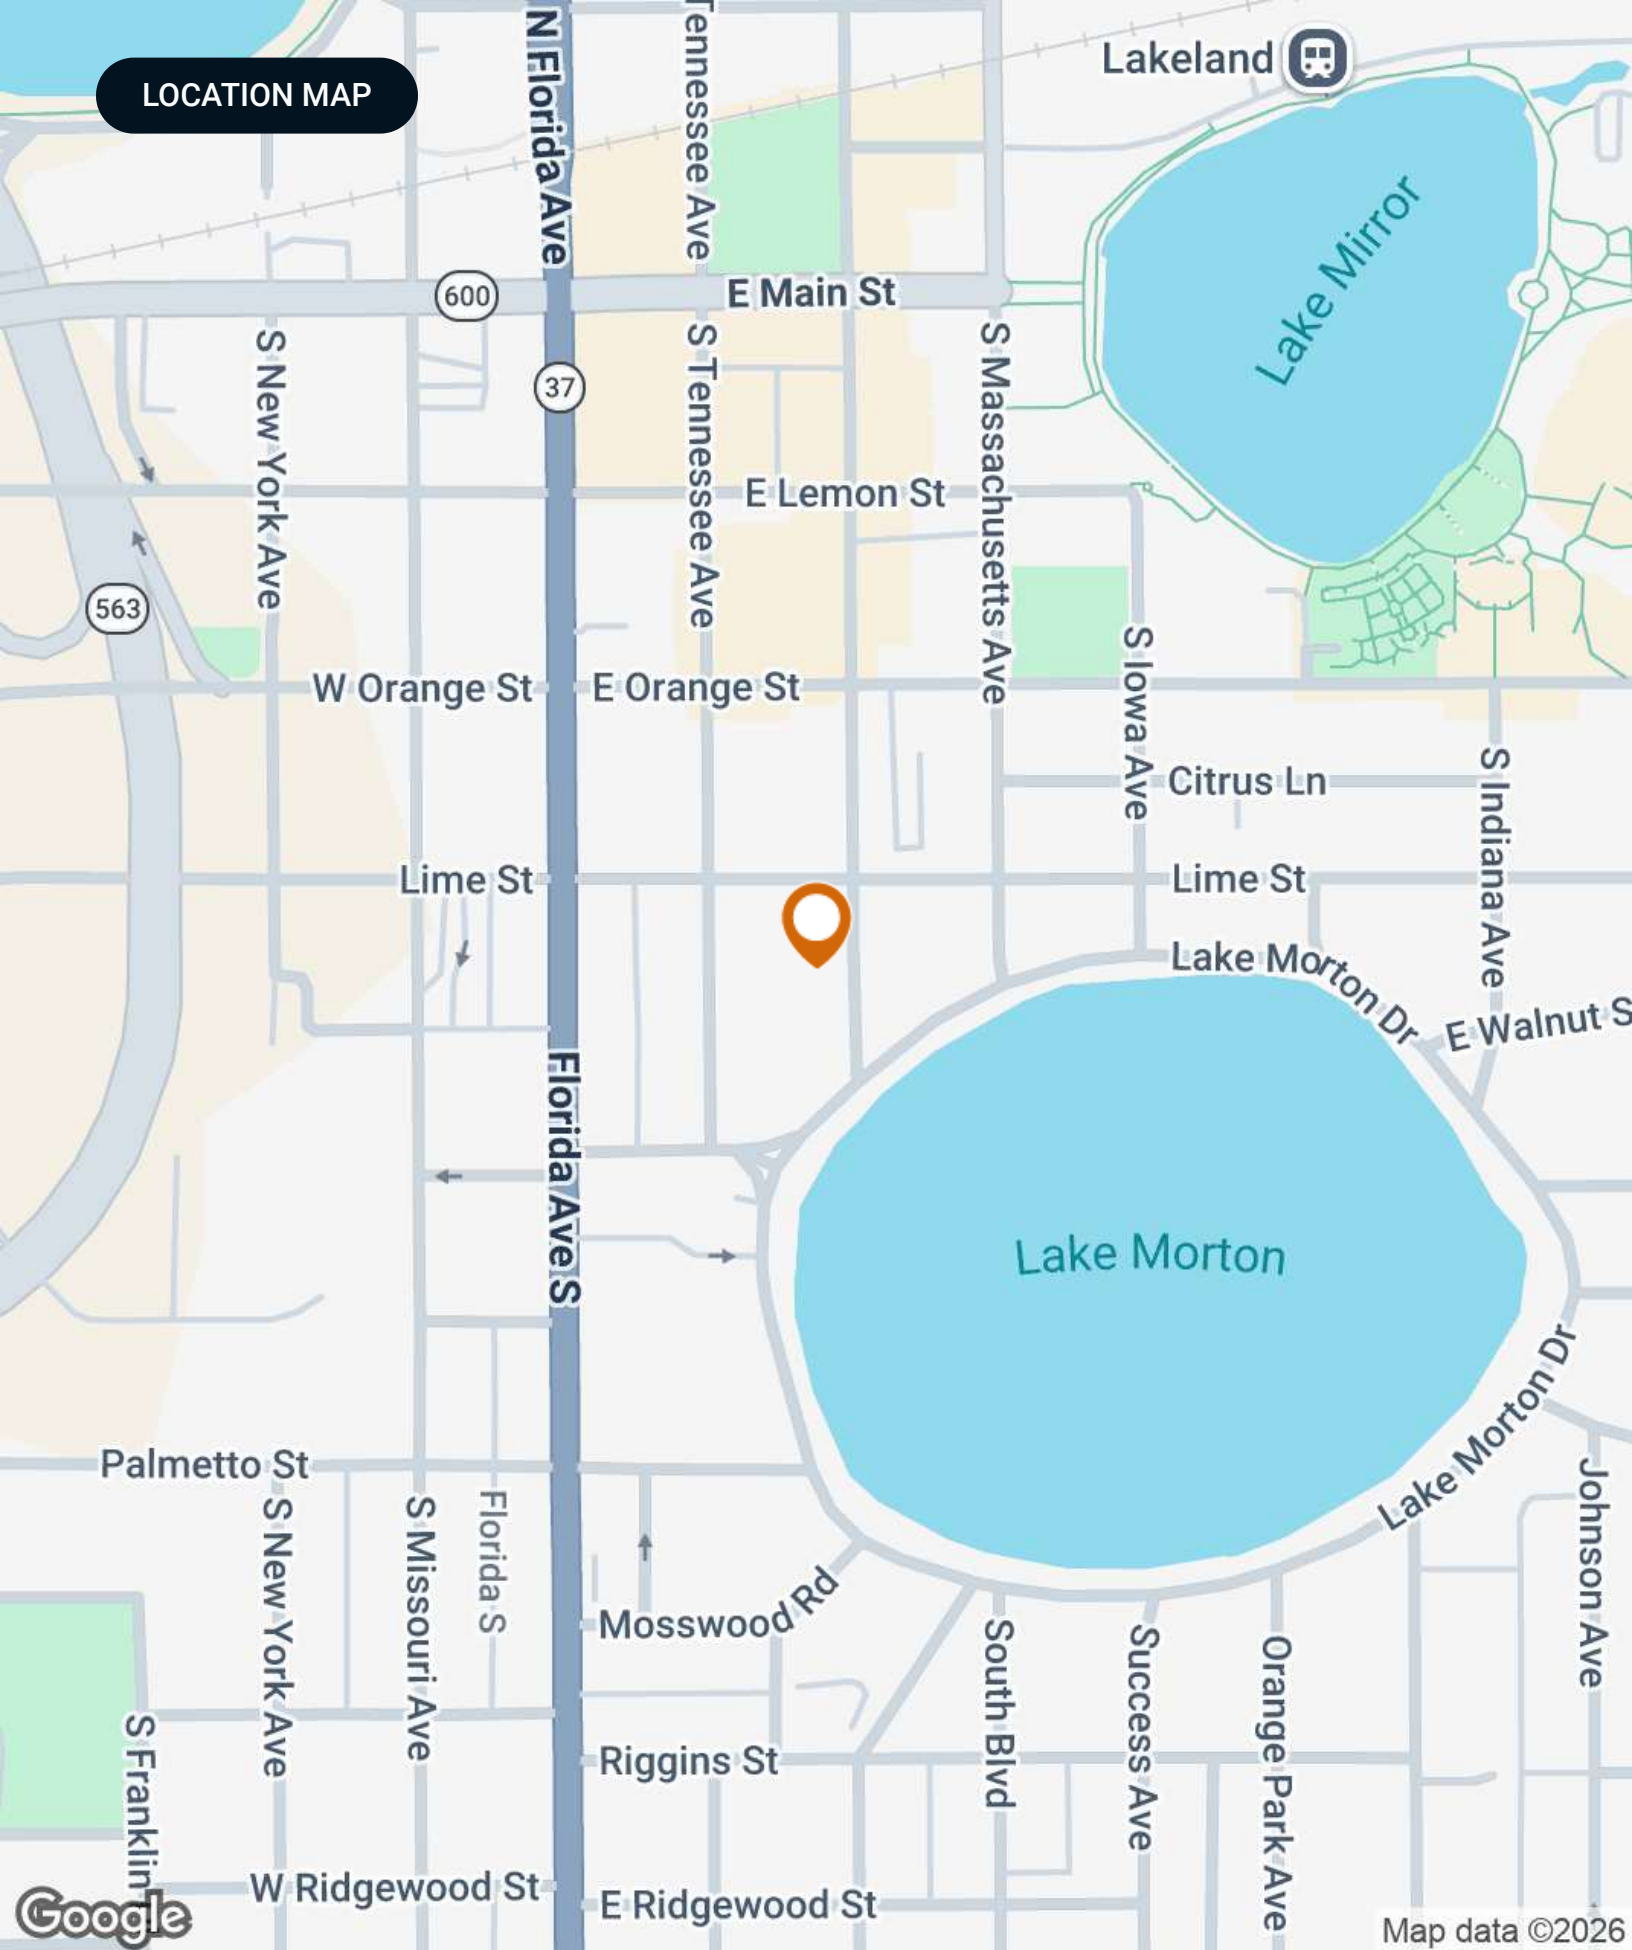 LOCATION MAP
N Florida Ave
Tennessee Ave
Lakeland
Lake Mirror
600
E Main St
37
S New York Ave
S Tennessee Ave
S Massachusetts Ave
E Lemon St
563
W Orange St
E Orange St
S Iowa Ave
Citrus Ln
S Indiana Ave
Lime St
Lime St
Lake Morton Dr
E Walnut S
Florida Ave S
Lake Morton
Lake Morton Dr
Palmetto St
S New York Ave
S Missouri Ave
Florida S
Mosswood Rd
South Blvd
Success Ave
Orange Park Ave
Johnson Ave
S Franklin
Riggins St
W Ridgewood St
E Ridgewood St
Google
Map data ©2026